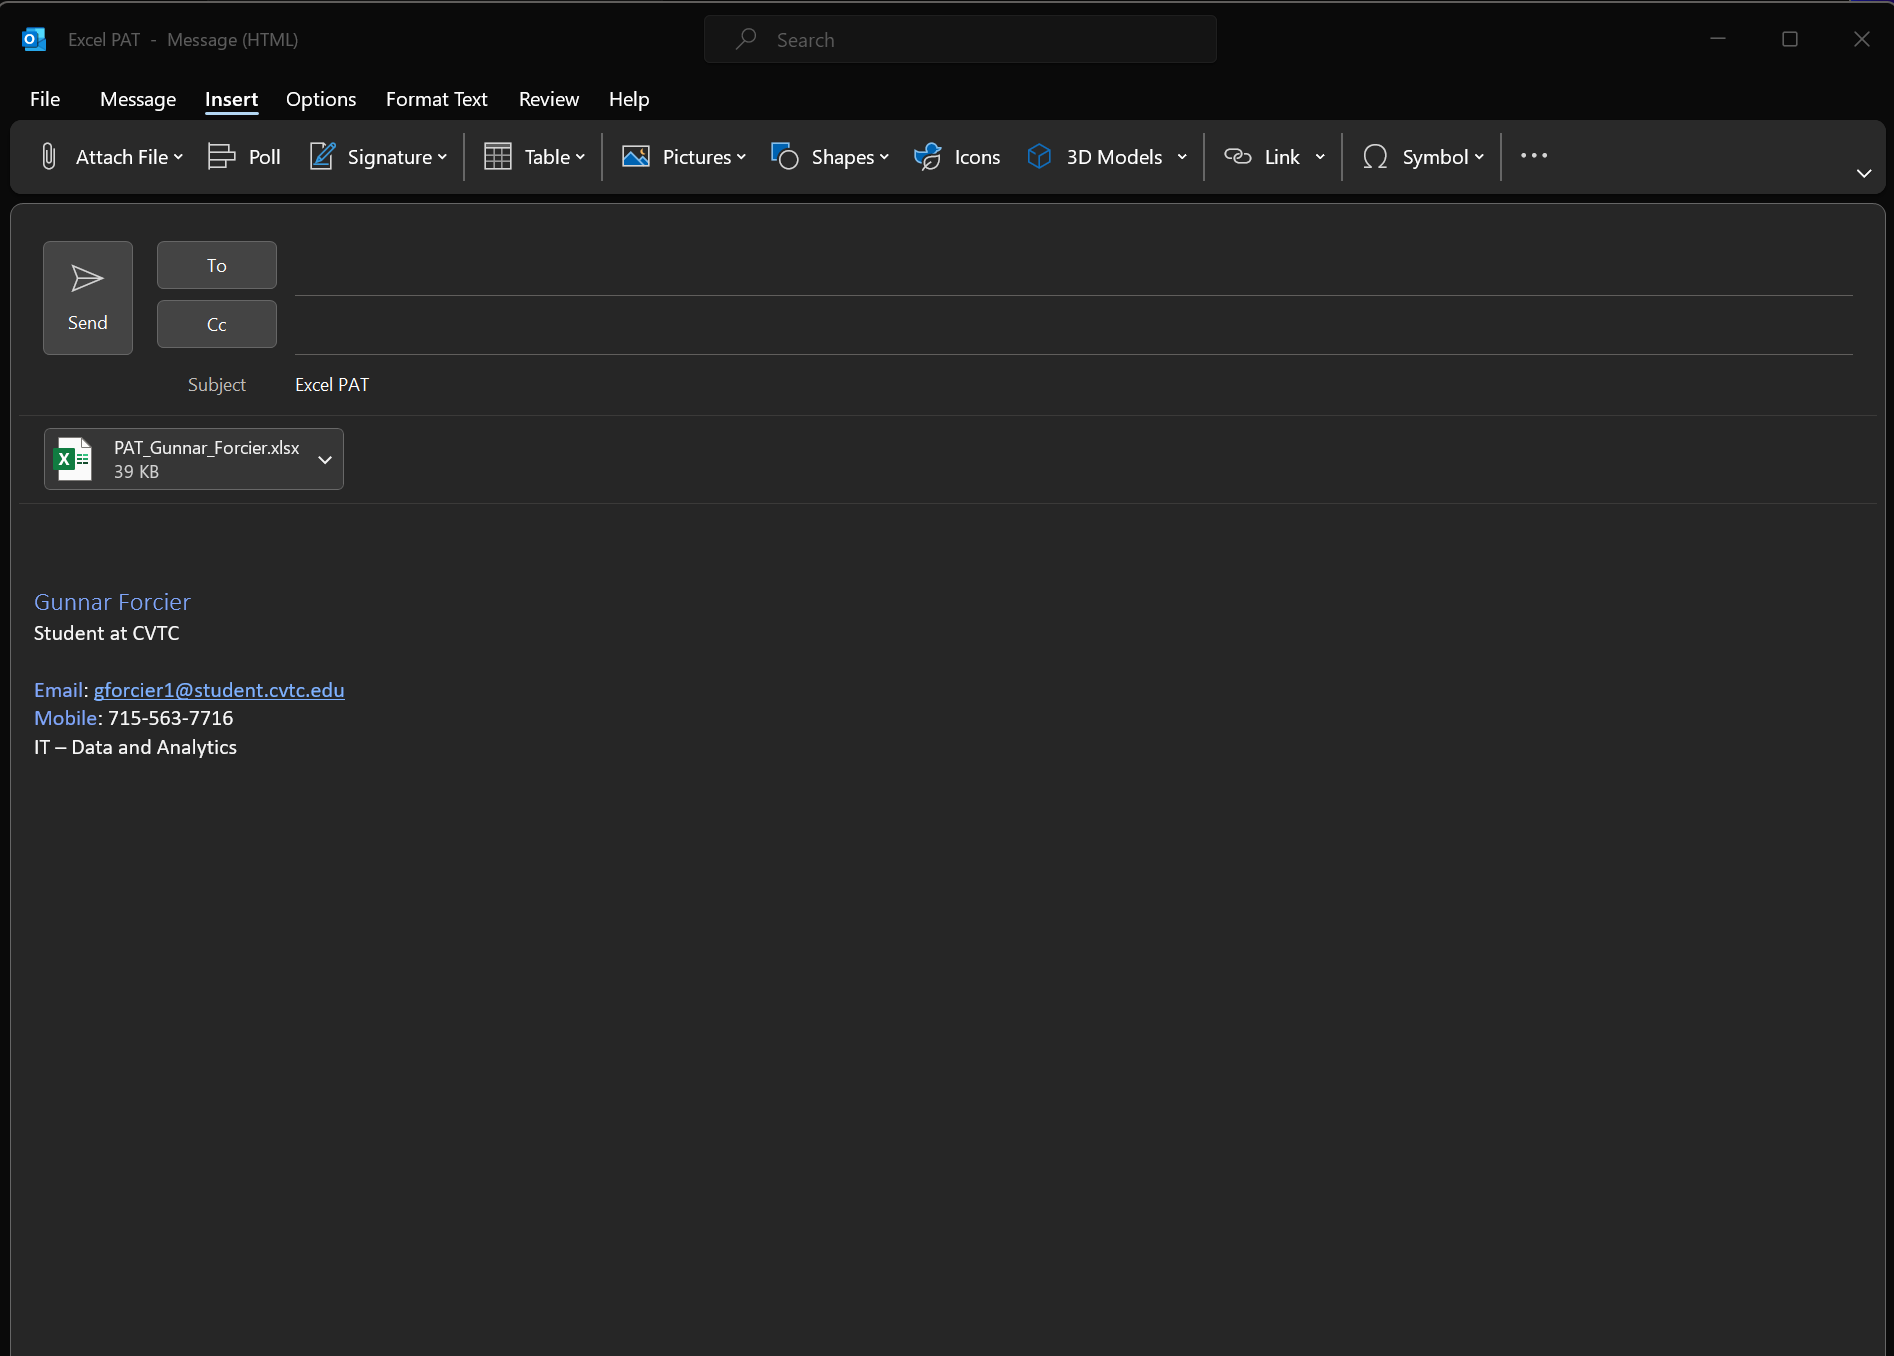 Excel PAT - Message (HTML)
Search
File Message Insert Options Format Text Review Help
Attach File Poll Signature Table Pictures Shapes Icons 3D Models Link Symbol
To
Send
Cc
Subject Excel PAT
PAT_Gunnar_Forcier.xlsx
39 KB
Gunnar Forcier
Student at CVTC
Email: gforcier1@student.cvtc.edu
Mobile: 715-563-7716
IT – Data and Analytics